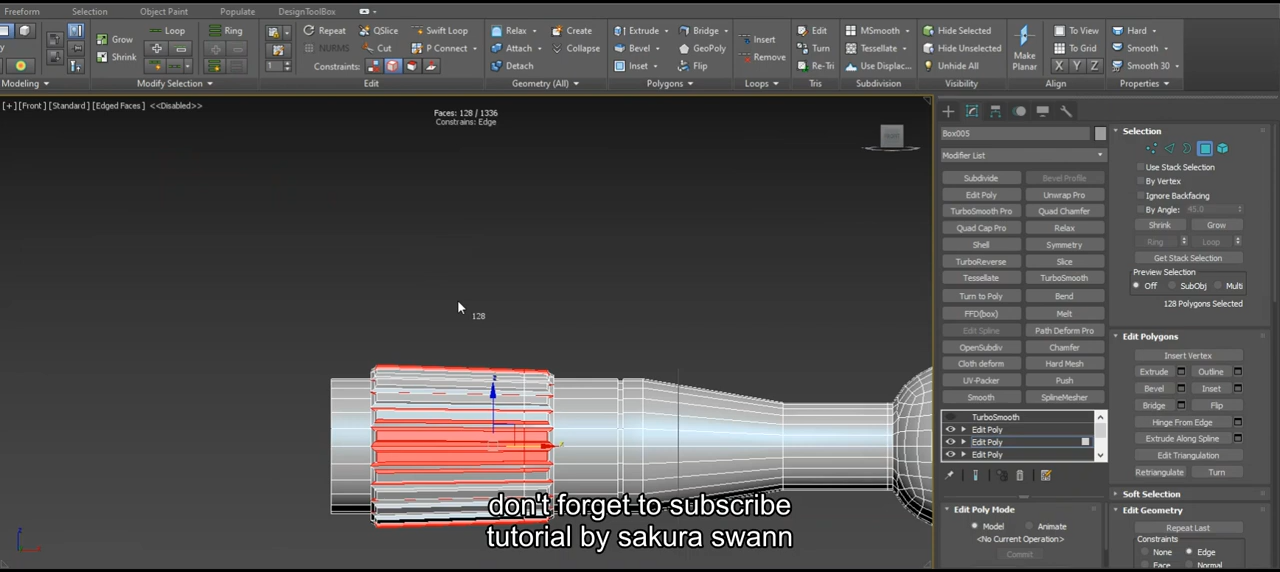 Freeform Selection Object Paint Populate DesignToolBox
Grow Loop Ring Repeat QSlice Swift Loop Relax Create Extrude Bridge Insert Edit MSmooth Hide Selected To View Hard
Shrink NURMS Cut P Connect Attach Collapse Bevel GeoPoly Remove Turn Tessellate Hide Unselected Make Planar To Grid Smooth
1 Constraints: Detach Inset Flip Re-Tri Use Displac... Unhide All X Y Z Smooth 30
Modeling Modify Selection Edit Geometry (All) Polygons Loops Tris Subdivision Visibility Align Properties
[+] [Front] [Standard] [Edged Faces] <<Disabled>>
Faces: 128 / 1336
Constrains: Edge
128
z
don't forget to subscribe
tutorial by sakura swann
Box005
Modifier List
Subdivide Bevel Profile
Edit Poly Unwrap Pro
TurboSmooth Pro Quad Chamfer
Quad Cap Pro Relax
Shell Symmetry
TurboReverse Slice
Tessellate TurboSmooth
Turn to Poly Bend
FFD(box) Melt
Edit Spline Path Deform Pro
OpenSubdiv Chamfer
Cloth deform Hard Mesh
UV-Packer Push
Smooth SplineMesher
TurboSmooth
Edit Poly
Edit Poly
Edit Poly
Edit Poly Mode
Model Animate
<No Current Operation>
Commit
Selection
Use Stack Selection
By Vertex
Ignore Backfacing
By Angle: 45.0
Shrink Grow
Ring Loop
Get Stack Selection
Preview Selection
Off SubObj Multi
128 Polygons Selected
Edit Polygons
Insert Vertex
Extrude Outline
Bevel Inset
Bridge Flip
Hinge From Edge
Extrude Along Spline
Edit Triangulation
Retriangulate Turn
Soft Selection
Edit Geometry
Repeat Last
Constraints
None Edge
Face Normal